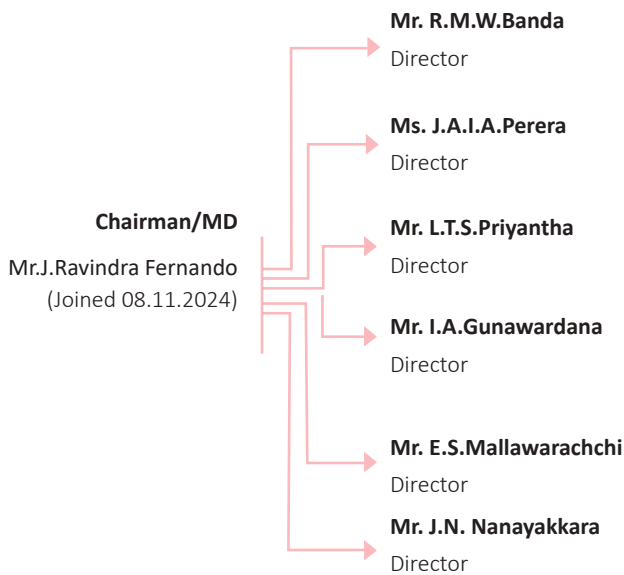 Chairman/MD
Mr.J.Ravindra Fernando
(Joined 08.11.2024)
Mr. R.M.W.Banda
Director
Ms. J.A.I.A.Perera
Director
Mr. L.T.S.Priyantha
Director
Mr. I.A.Gunawardana
Director
Mr. E.S.Mallawarachchi
Director
Mr. J.N. Nanayakkara
Director